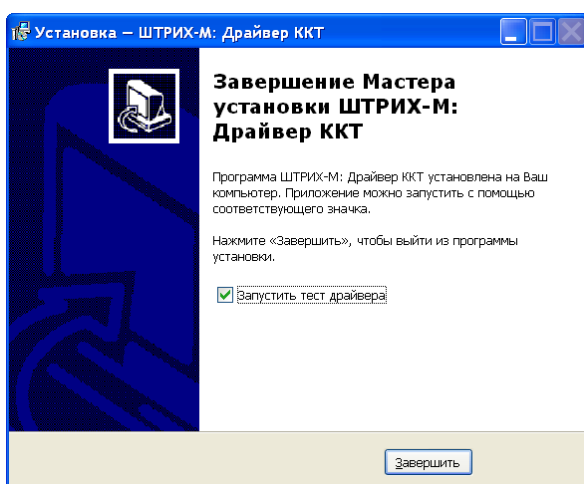 Установка — ШТРИХ-М: Драйвер ККТ
Завершение Мастера
установки ШТРИХ-М:
Драйвер ККТ
Программа ШТРИХ-М: Драйвер ККТ установлена на Ваш
компьютер. Приложение можно запустить с помощью
соответствующего значка.
Нажмите «Завершить», чтобы выйти из программы
установки.
Запустить тест драйвера
Завершить